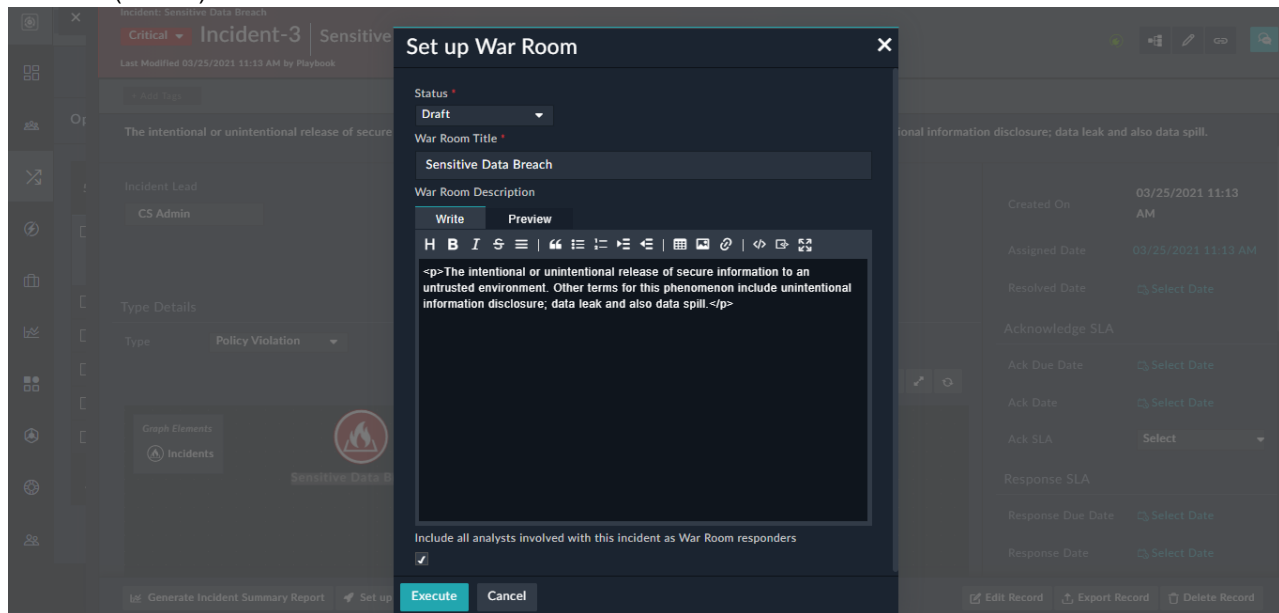 Incident: Sensitive Data Breach
Critical
Incident-3
Sensitive
Last Modified 03/25/2021 11:13 AM by Playbook
+ Add Tags
The intentional or unintentional release of secure
ional information disclosure; data leak and also data spill.
Incident Lead
CS Admin
Type Details
Type
Policy Violation
Graph Elements
Incidents
Sensitive Data B
Set up War Room
Status *
Draft
War Room Title *
Sensitive Data Breach
War Room Description
Write Preview
<p>The intentional or unintentional release of secure information to an
untrusted environment. Other terms for this phenomenon include unintentional
information disclosure; data leak and also data spill.</p>
Include all analysts involved with this incident as War Room responders
Execute Cancel
Created On
03/25/2021 11:13
AM
Assigned Date 03/25/2021 11:13 AM
Resolved Date Select Date
Acknowledge SLA
Ack Due Date Select Date
Ack Date Select Date
Ack SLA Select
Response SLA
Response Due Date Select Date
Response Date Select Date
Generate Incident Summary Report Set up
Edit Record Export Record Delete Record